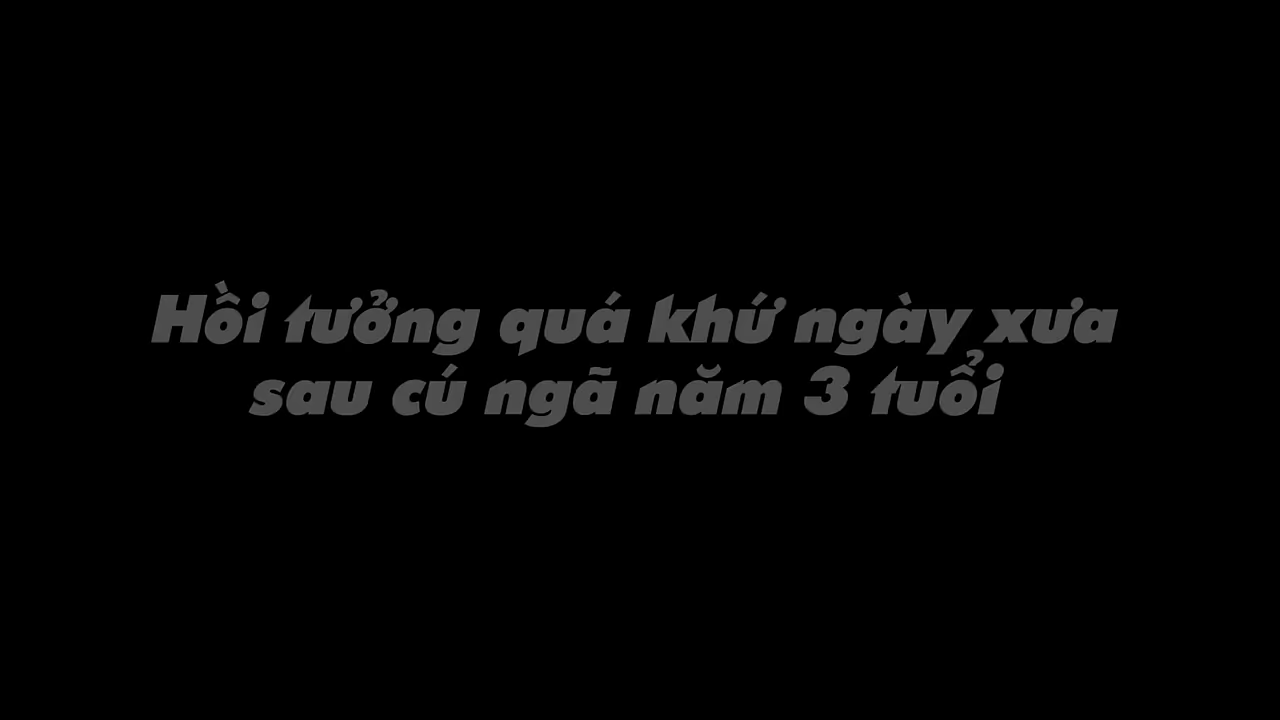 Hồi tưởng quá khứ ngày xưa
sau cú ngã năm 3 tuổi